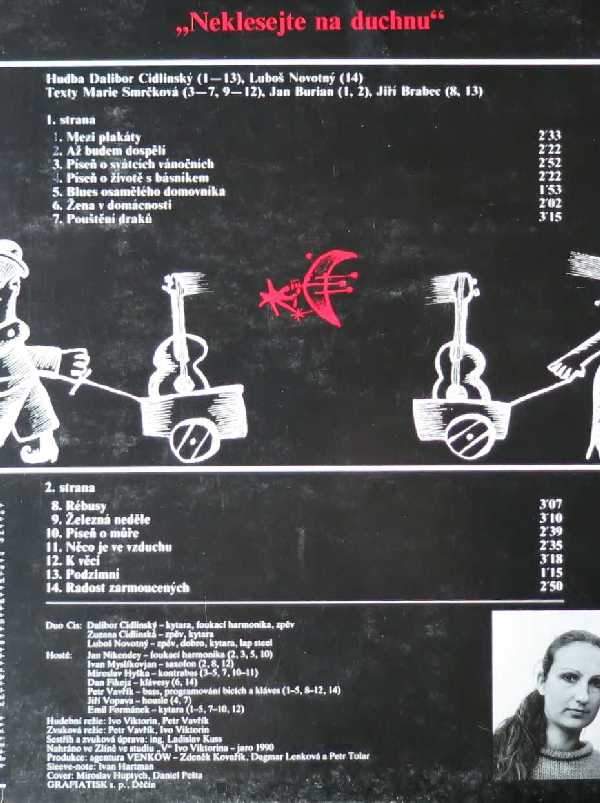 „Neklesejte na duchnu“
Hudba Dalibor Cidlinský (1—13), Luboš Novotný (14)
Texty Marie Smrčková (3—7, 9—12), Jan Burian (1, 2), Jiří Brabec (8, 13)
1. strana
1. Mezi plakáty 2'33
2. Až budem dospělí 2'22
3. Píseň o svátcích vánočních 2'52
4. Píseň o životě s básníkem 2'22
5. Blues osamělého domovníka 1'53
6. Žena v domácnosti 2'02
7. Pouštění draků 3'15
2. strana
8. Rébusy 3'07
9. Železná neděle 3'10
10. Píseň o můře 2'39
11. Něco je ve vzduchu 2'35
12. K věci 3'18
13. Podzimní 1'15
14. Radost zarmoucených 2'50
Duo Cis: Dalibor Cidlinský – kytara, foukací harmonika, zpěv
Zuzana Cidlinská – zpěv, kytara
Luboš Novotný – zpěv, dobro, kytara, lap steel
Hosté: Jan Nikendey – foukací harmonika (2, 3, 5, 10)
Ivan Myslikovjan – saxofon (2, 8, 12)
Miroslav Hyška – kontrabas (3–5, 7, 10–11)
Dan Fikejz – klávesy (6, 14)
Petr Vavřík – bass, programování bicích a kláves (1–5, 8–12, 14)
Jiří Vopava – housle (4, 7)
Emil Formánek – kytara (1–5, 7–10, 12)
Hudební režie: Ivo Viktorin, Petr Vavřík
Zvuková režie: Petr Vavřík, Ivo Viktorin
Sestřih a zvuková úprava: ing. Ladislav Kuss
Nahráno ve Zlíně ve studiu „V“ Ivo Viktorina – jaro 1990
Produkce: agentura VENKOW – Zdeněk Kovařík, Dagmar Lenková a Petr Tolar
Sleeve-note: Ivan Hartman
Cover: Miroslav Huptych, Daniel Pešta
GRAFIATISK s. p., Děčín